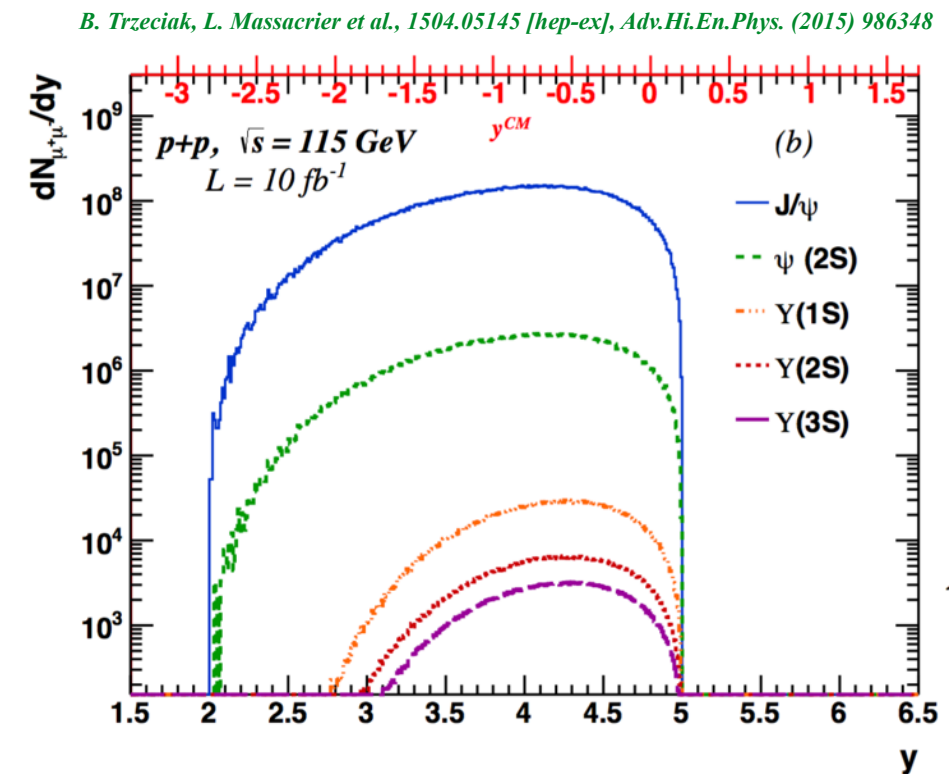 B. Trzeciak, L. Massacrier et al., 1504.05145 [hep-ex], Adv.Hi.En.Phys. (2015) 986348
-3 -2.5 -2 -1.5 -1 -0.5 0 0.5 1 1.5
y^CM
dN_μ+μ-/dy
p+p, √s = 115 GeV
L = 10 fb^-1
(b)
J/ψ
ψ (2S)
Υ(1S)
Υ(2S)
Υ(3S)
10^9
10^8
10^7
10^6
10^5
10^4
10^3
1.5 2 2.5 3 3.5 4 4.5 5 5.5 6 6.5
y